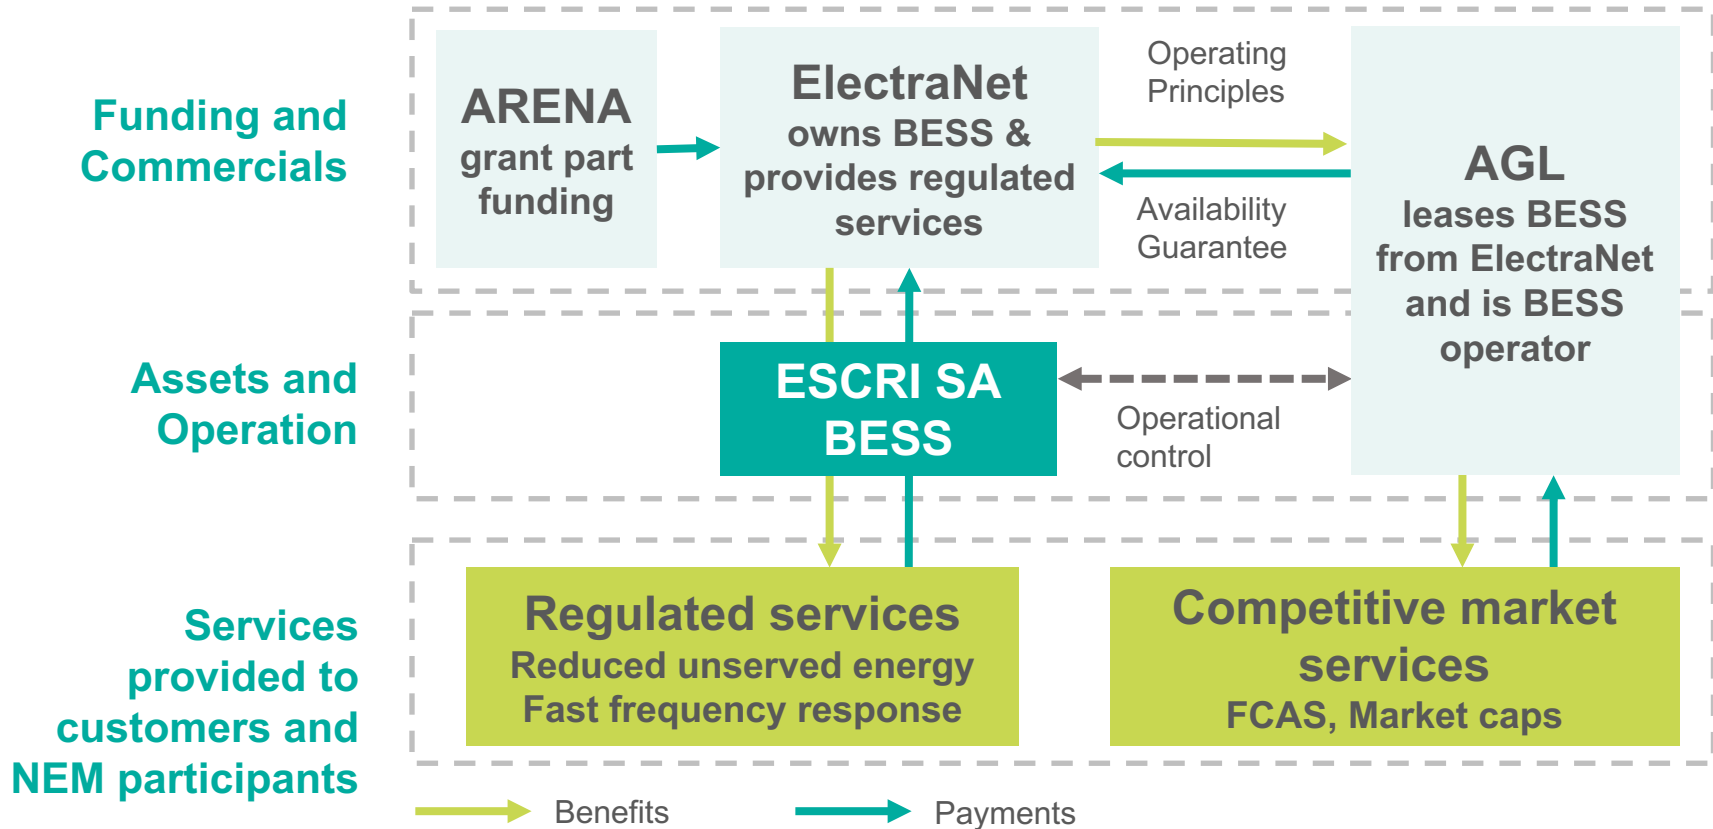 Funding and
Commercials
ARENA
grant part
funding
ElectraNet
owns BESS &
provides regulated
services
Operating
Principles
Availability
Guarantee
AGL
leases BESS
from ElectraNet
and is BESS
operator
Assets and
Operation
ESCRI SA
BESS
Operational
control
Services
provided to
customers and
NEM participants
Regulated services
Reduced unserved energy
Fast frequency response
Competitive market
services
FCAS, Market caps
Benefits
Payments